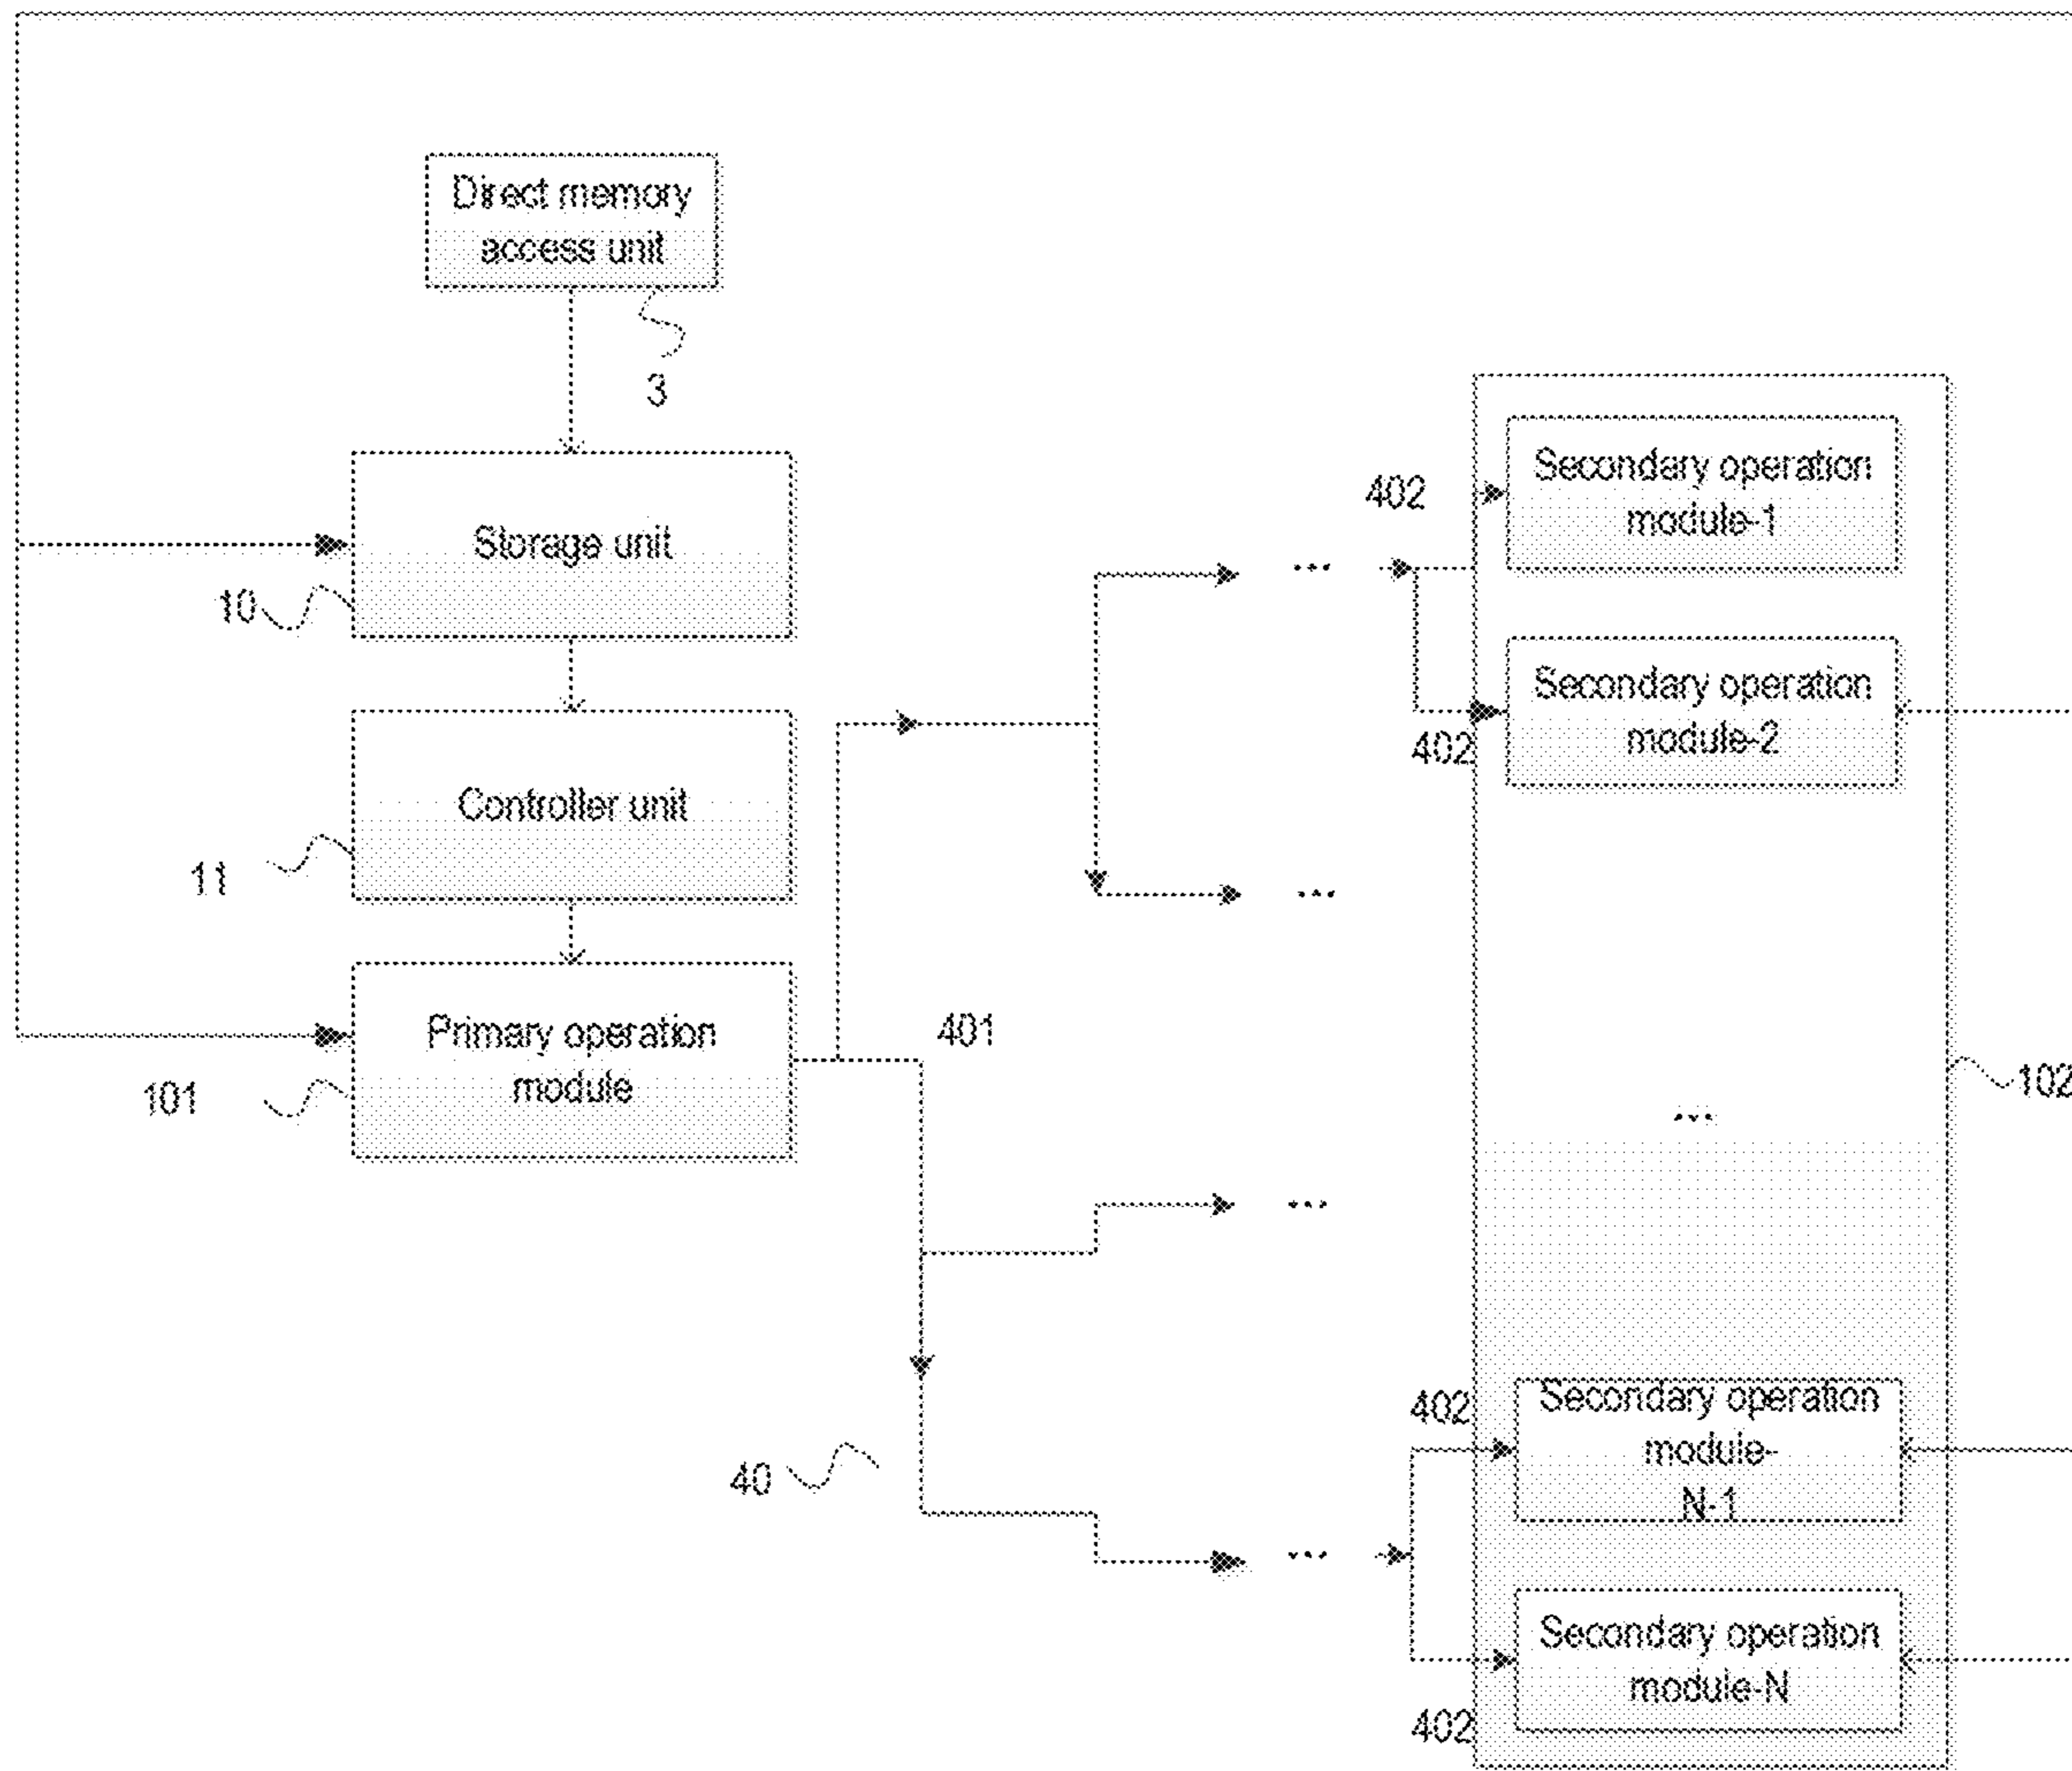 Direct memory
access unit
3
Storage unit
10
Controller unit
11
Primary operation
module
101
401
40
...
...
...
...
402
Secondary operation
module-1
402
Secondary operation
module-2
...
102
402
Secondary operation
module-
N-1
402
Secondary operation
module-N